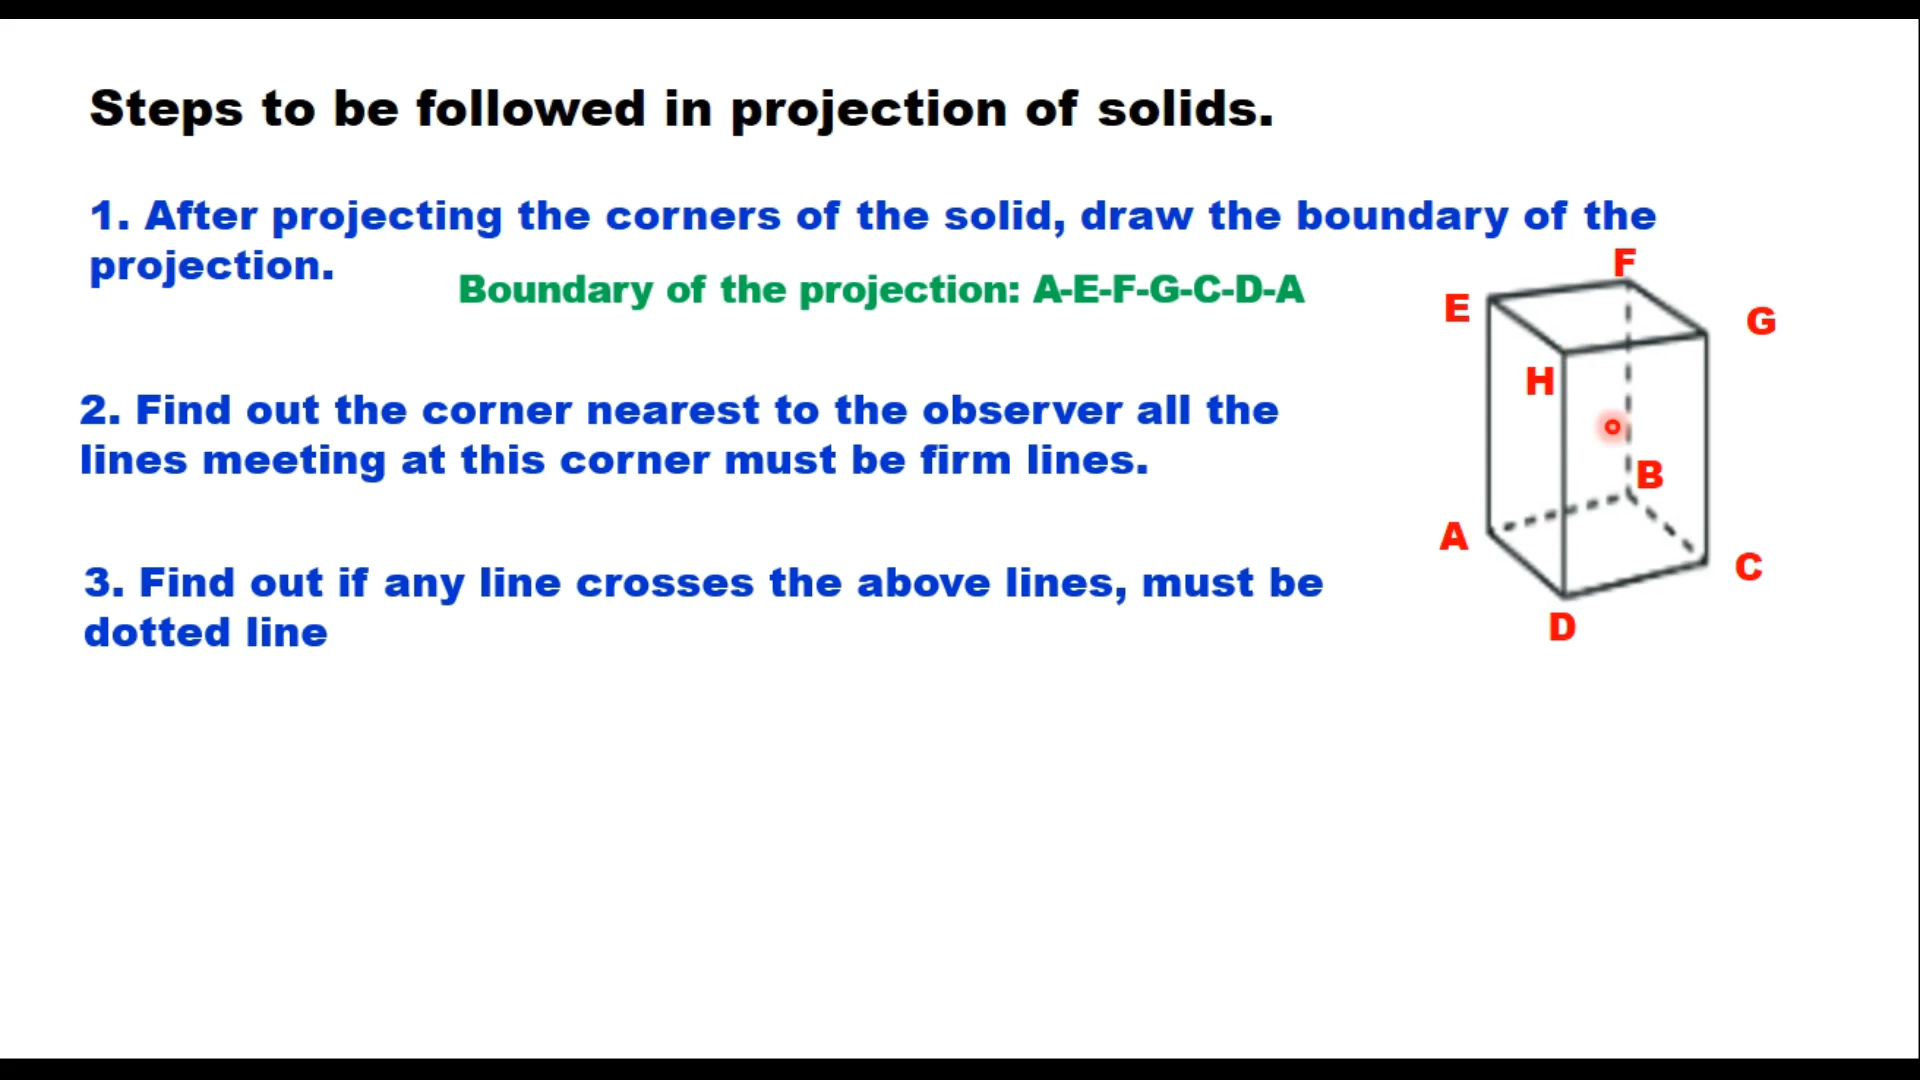 Steps to be followed in projection of solids.
1. After projecting the corners of the solid, draw the boundary of the
projection.
Boundary of the projection: A-E-F-G-C-D-A
2. Find out the corner nearest to the observer all the
lines meeting at this corner must be firm lines.
3. Find out if any line crosses the above lines, must be
dotted line
F
E
G
H
B
A
C
D